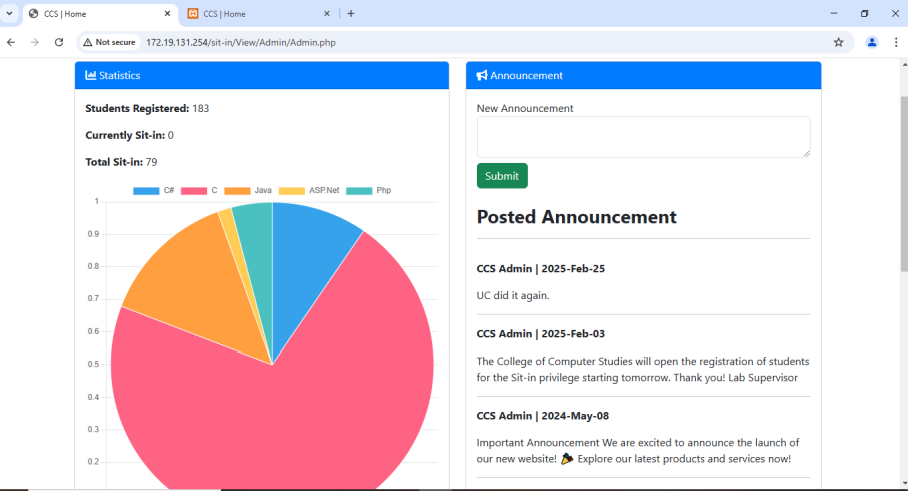 CCS | Home
CCS | Home
Not secure
172.19.131.254/sit-in/View/Admin/Admin.php
Statistics
Students Registered: 183
Currently Sit-in: 0
Total Sit-in: 79
C# C Java ASP.Net Php
1
0.9
0.8
0.7
0.6
0.5
0.4
0.3
0.2
Announcement
New Announcement
Submit
Posted Announcement
CCS Admin | 2025-Feb-25
UC did it again.
CCS Admin | 2025-Feb-03
The College of Computer Studies will open the registration of students
for the Sit-in privilege starting tomorrow. Thank you! Lab Supervisor
CCS Admin | 2024-May-08
Important Announcement We are excited to announce the launch of
our new website! 🎉 Explore our latest products and services now!